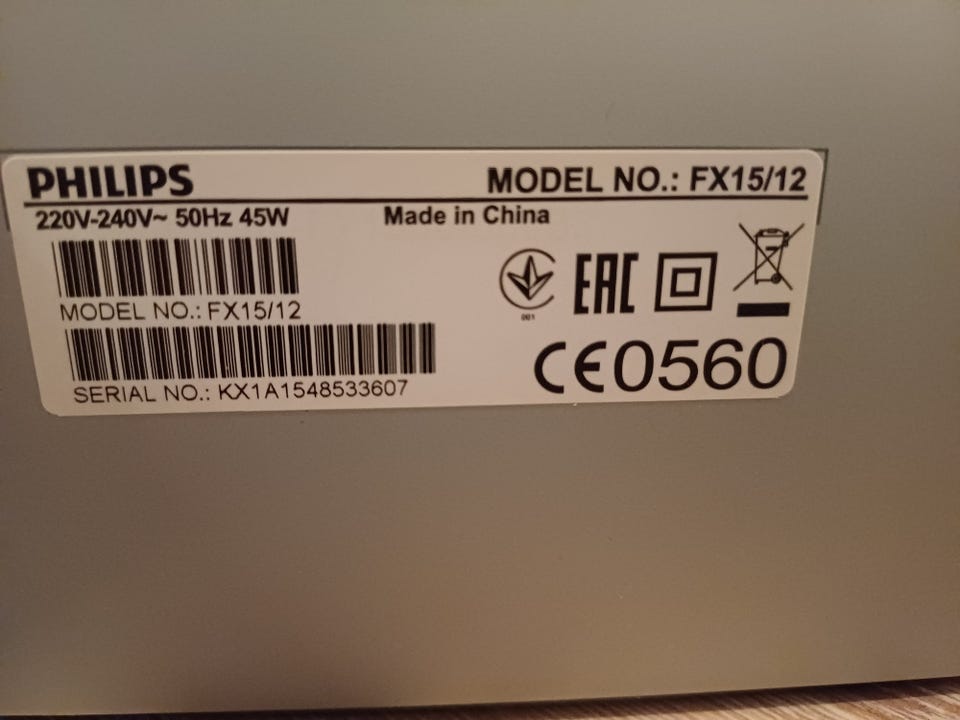 PHILIPS
MODEL NO.: FX15/12
220V-240V~ 50Hz 45W
Made in China
MODEL NO.: FX15/12
SERIAL NO.: KX1A1548533607
001
EAC
CE0560